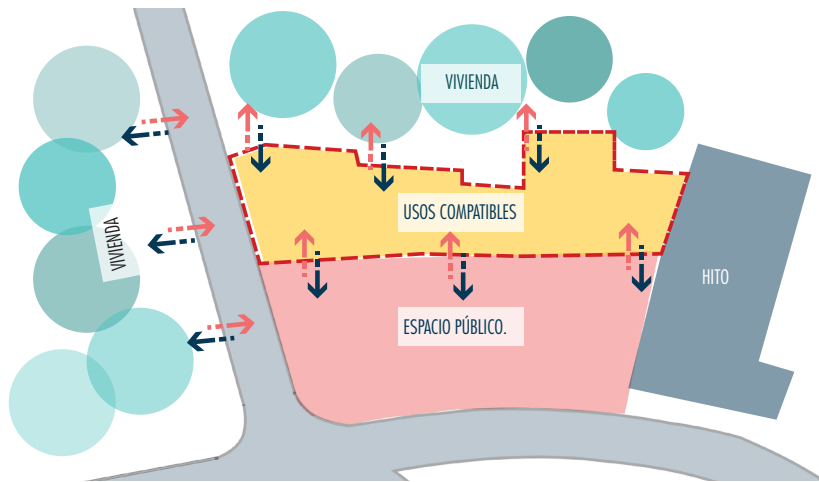 VIVIENDA
USOS COMPATIBLES
VIVIENDA
HITO
ESPACIO PÚBLICO.